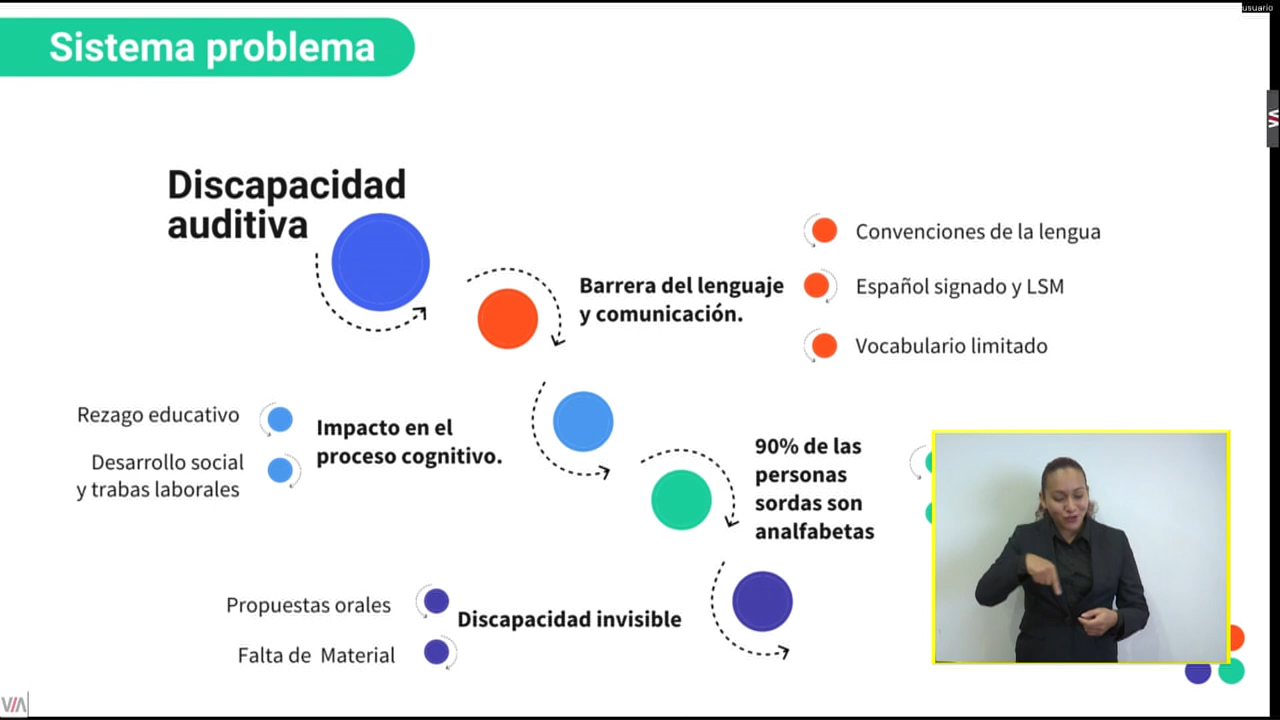 usuario
Sistema problema
Discapacidad
auditiva
Barrera del lenguaje
y comunicación.
Convenciones de la lengua
Español signado y LSM
Vocabulario limitado
Impacto en el
proceso cognitivo.
Rezago educativo
Desarrollo social
y trabas laborales
90% de las
personas
sordas son
analfabetas
Discapacidad invisible
Propuestas orales
Falta de Material
VIA